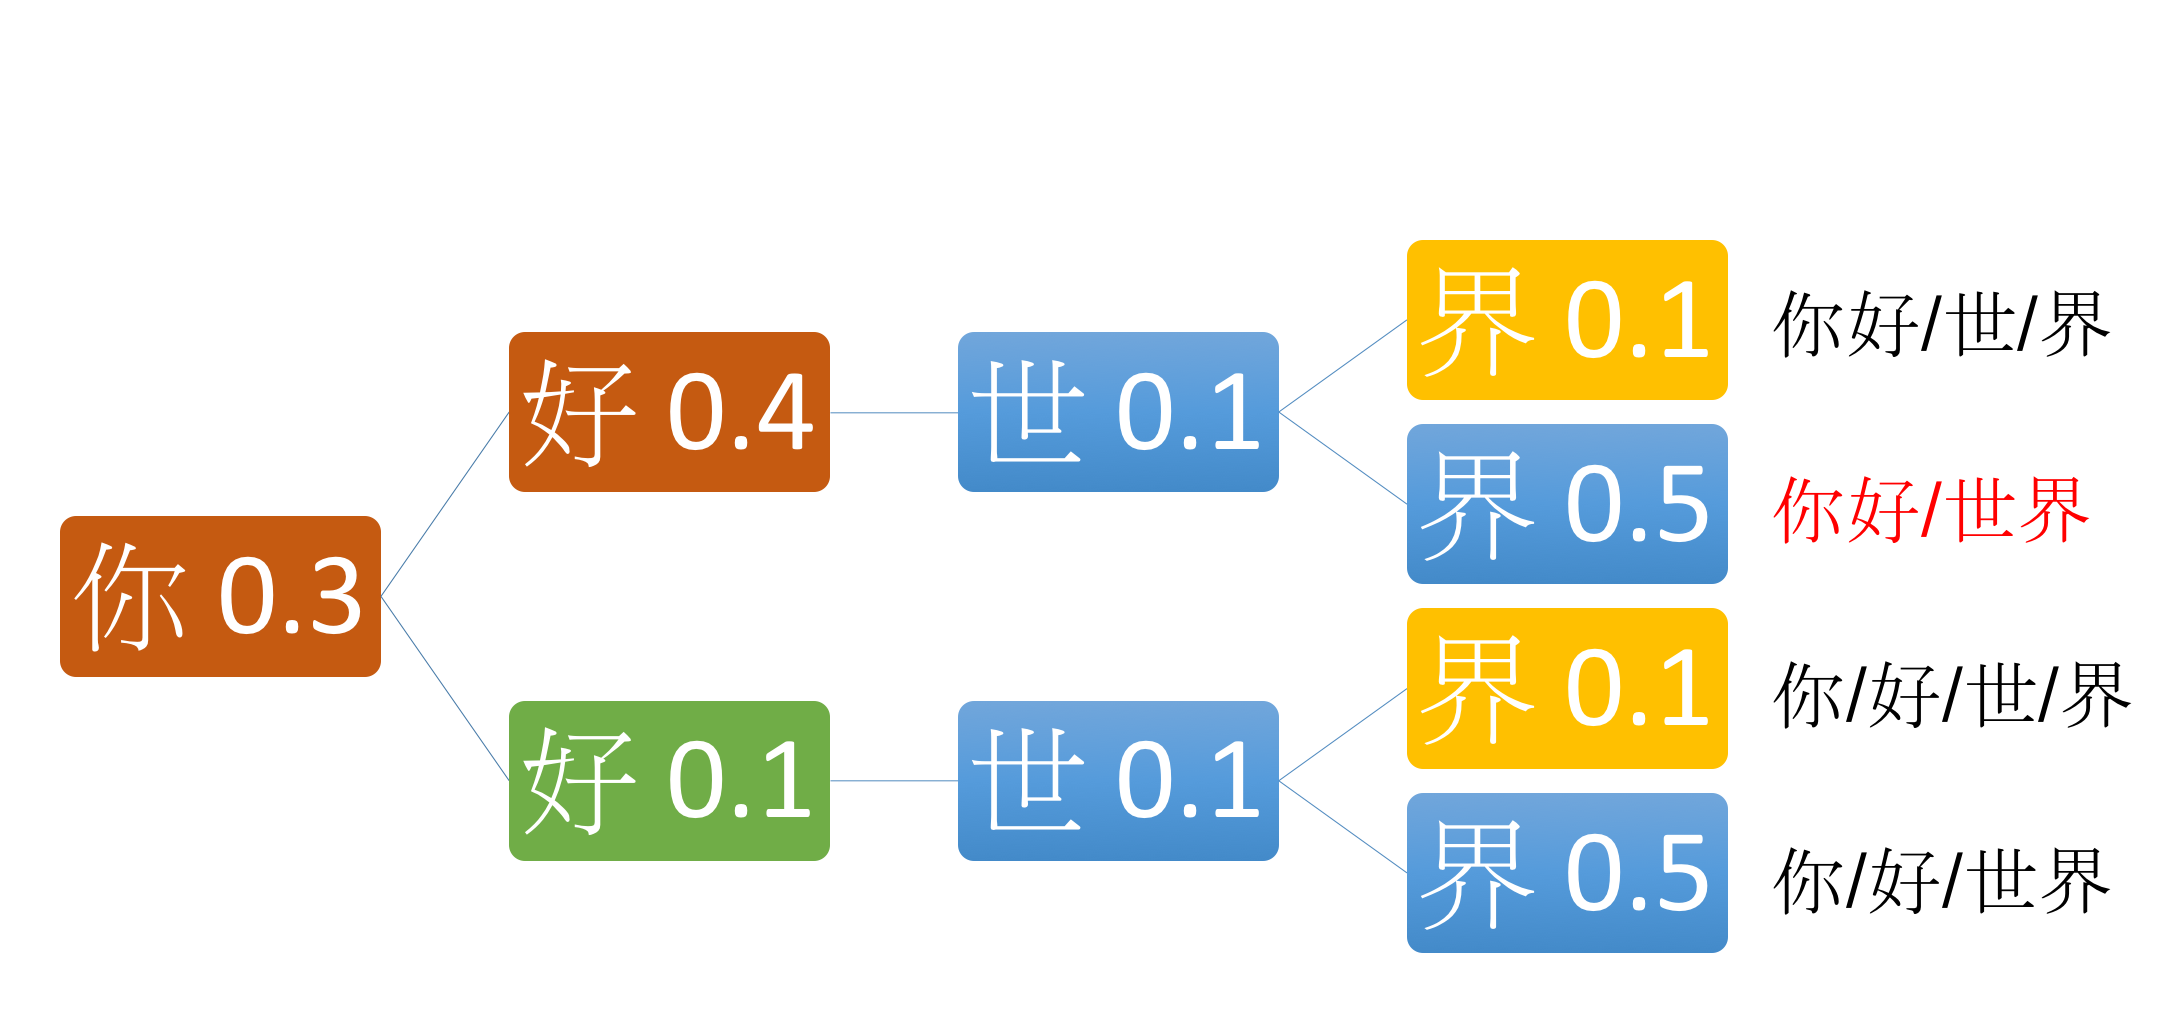 你 0.3
好 0.4
世 0.1
界 0.1
你好/世/界
界 0.5
你好/世界
好 0.1
世 0.1
界 0.1
你/好/世/界
界 0.5
你/好/世界